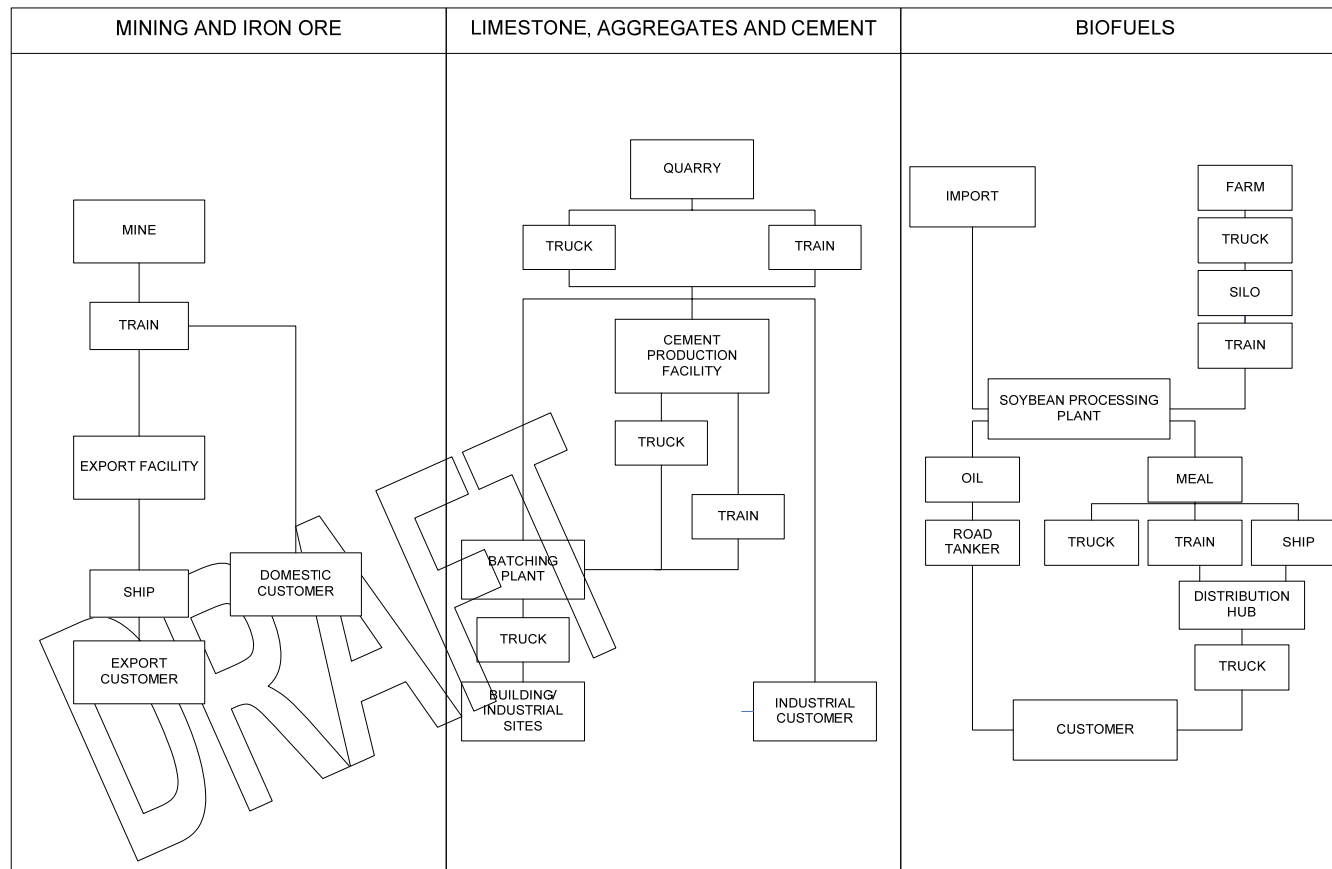 MINING AND IRON ORE
MINE
TRAIN
EXPORT FACILITY
SHIP
DOMESTIC
CUSTOMER
EXPORT
CUSTOMER
LIMESTONE, AGGREGATES AND CEMENT
QUARRY
TRUCK
TRAIN
CEMENT
PRODUCTION
FACILITY
TRUCK
TRAIN
BATCHING
PLANT
TRUCK
BUILDING/
INDUSTRIAL
SITES
INDUSTRIAL
CUSTOMER
BIOFUELS
IMPORT
FARM
TRUCK
SILO
TRAIN
SOYBEAN PROCESSING
PLANT
OIL
MEAL
ROAD
TANKER
TRUCK
TRAIN
SHIP
DISTRIBUTION
HUB
TRUCK
CUSTOMER
DRAFT